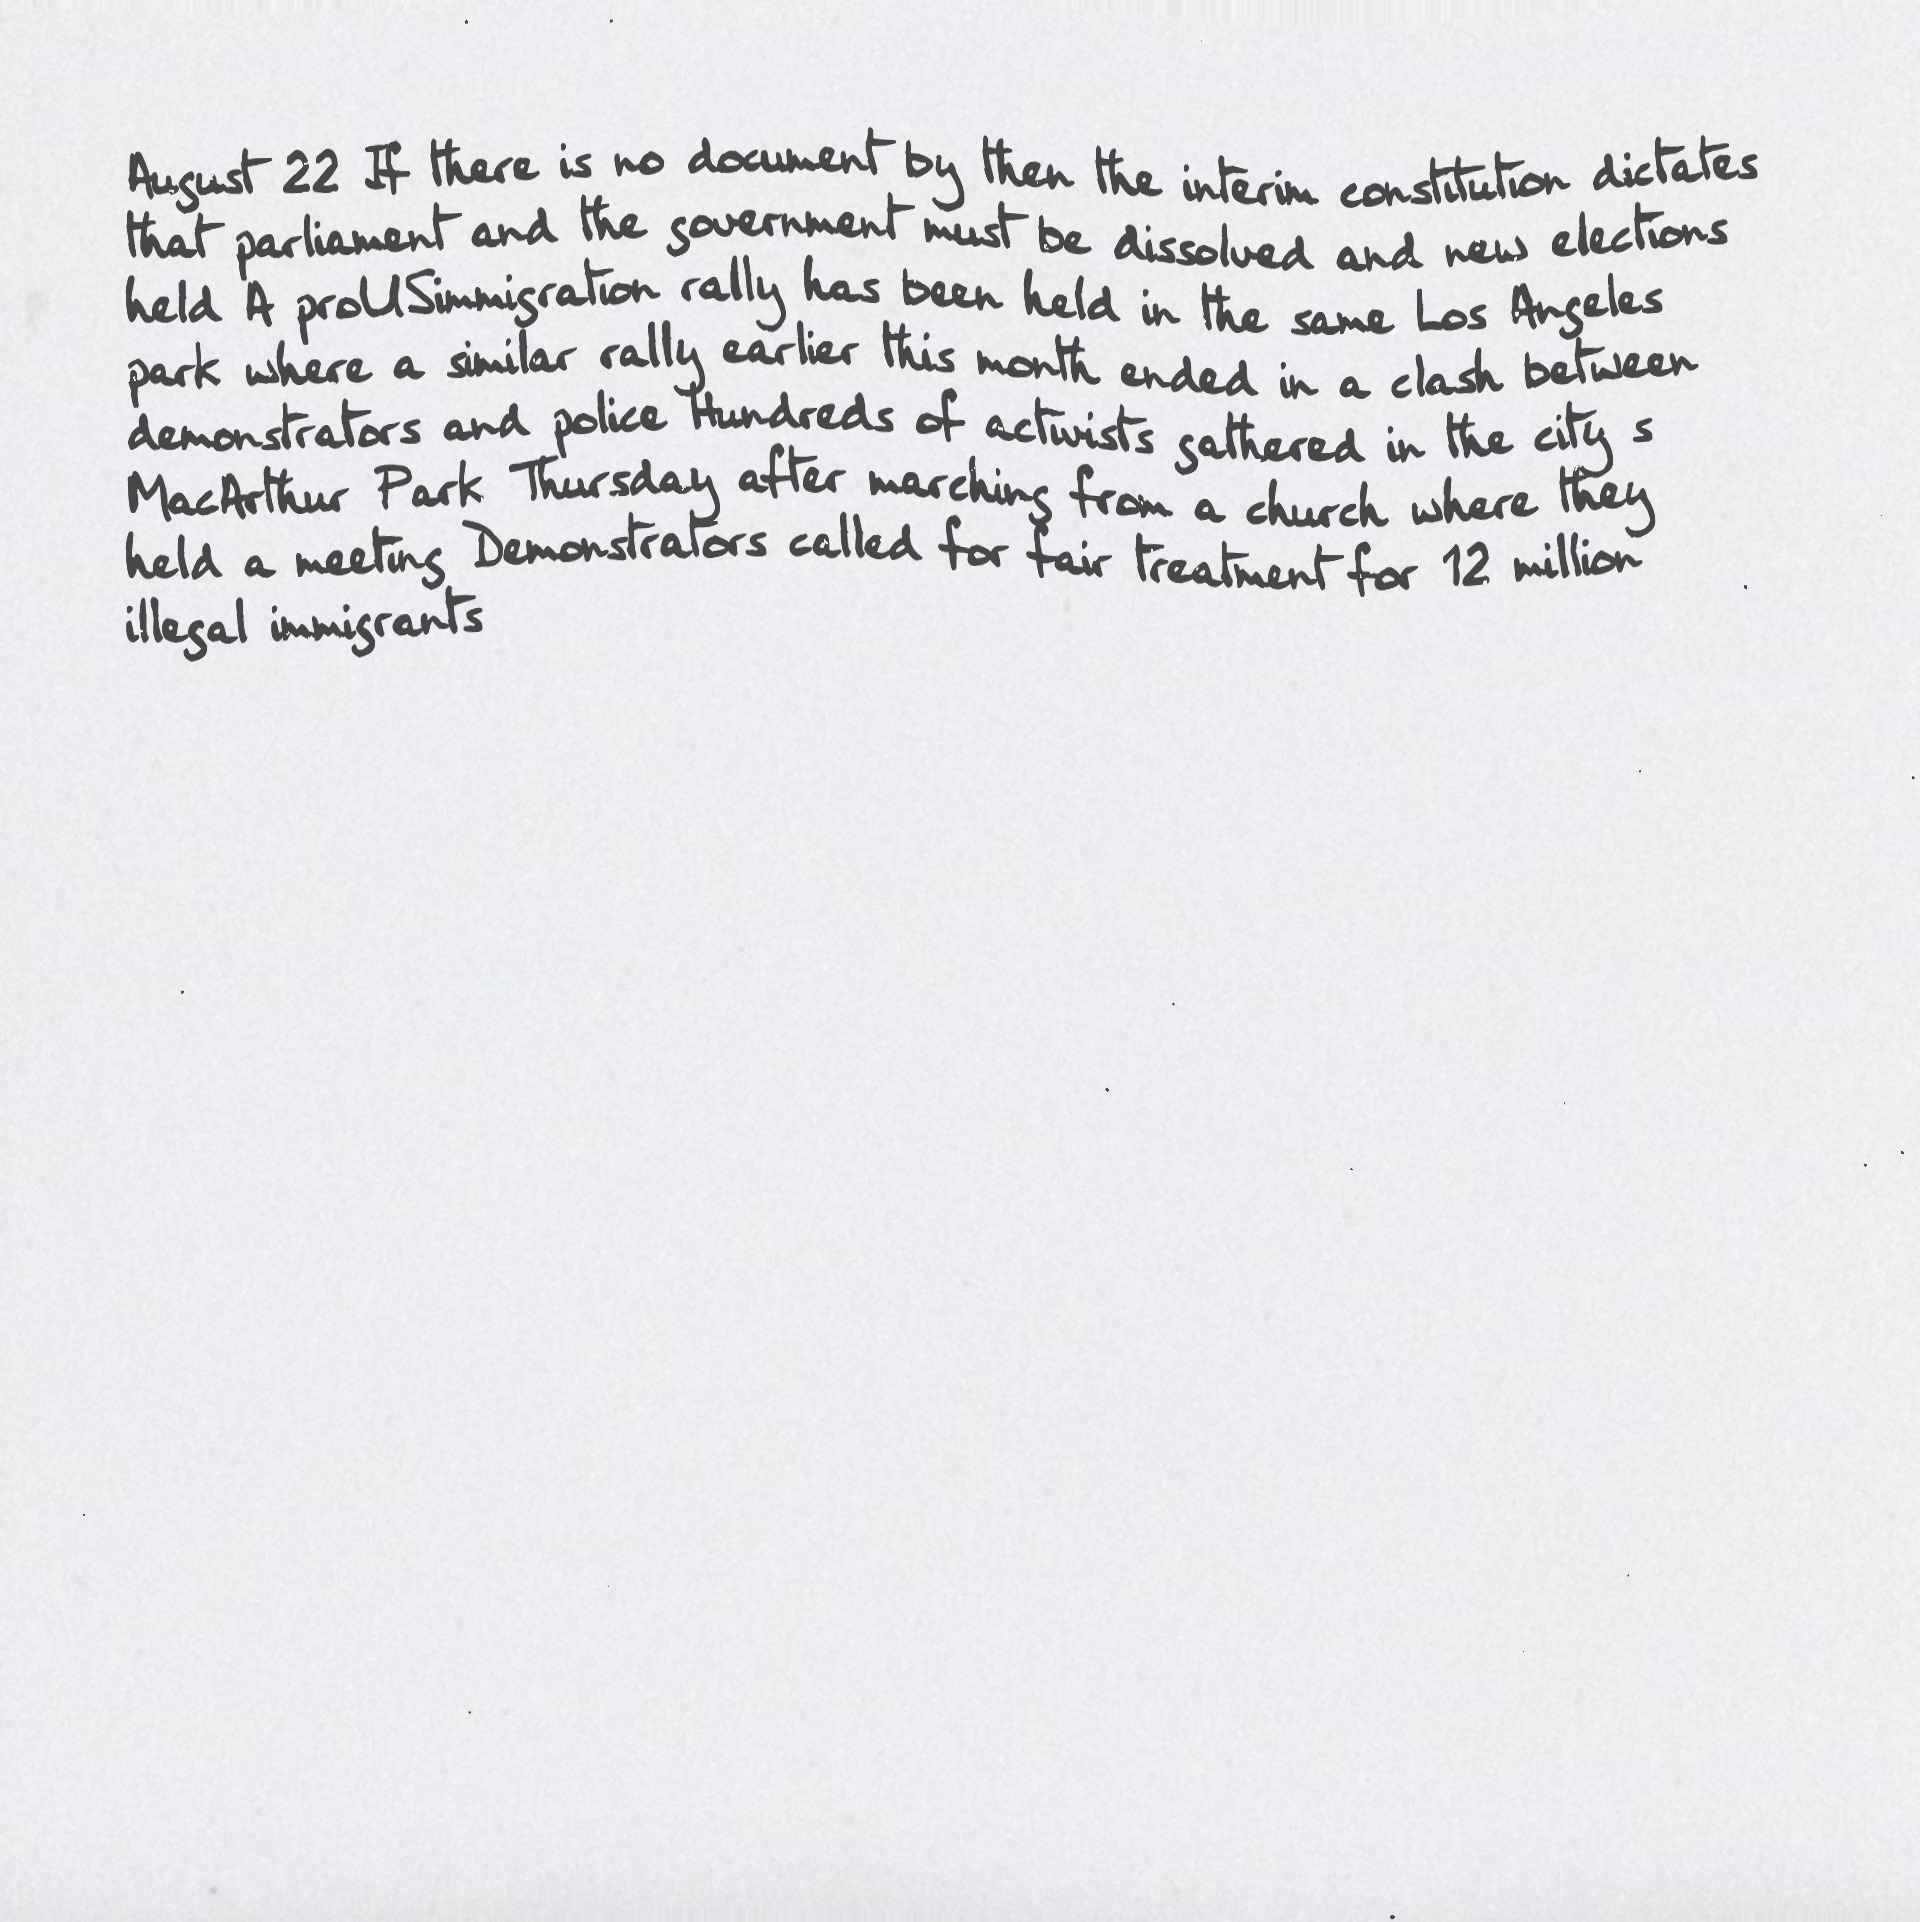 August 22 If there is no document by then the interim constitution dictates
that parliament and the government must be dissolved and new elections
held A proUSimmigration rally has been held in the same Los Angeles
park where a similar rally earlier this month ended in a clash between
demonstrators and police Hundreds of activists gathered in the city s
MacArthur Park Thursday after marching from a church where they
held a meeting Demonstrators called for fair treatment for 12 million
illegal immigrants